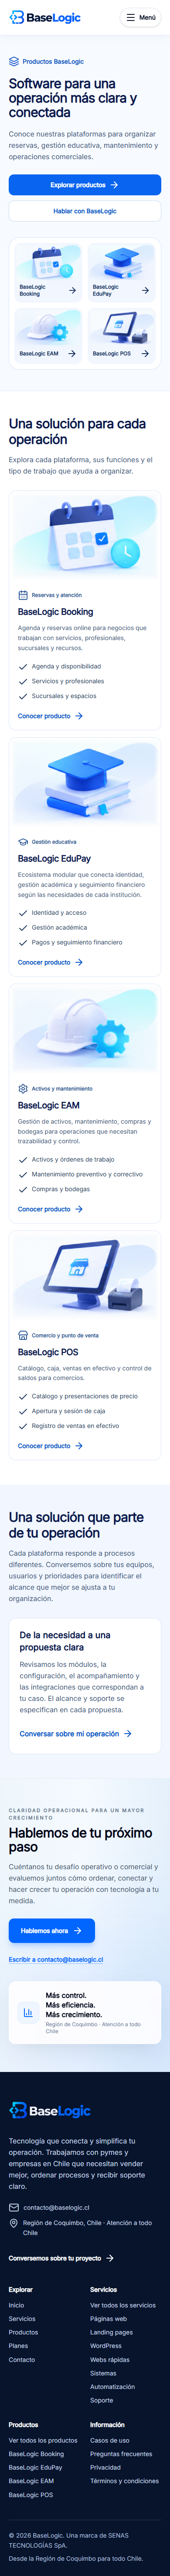 BaseLogic
Menú
Productos BaseLogic
Software para una
operación más clara y
conectada
Conoce nuestras plataformas para organizar
reservas, gestión educativa, mantenimiento y
operaciones comerciales.
Explorar productos
Hablar con BaseLogic
BaseLogic
Booking
BaseLogic
EduPay
BaseLogic EAM
BaseLogic POS
Una solución para cada
operación
Explora cada plataforma, sus funciones y el
tipo de trabajo que ayuda a organizar.
Reservas y atención
BaseLogic Booking
Agenda y reservas online para negocios que
trabajan con servicios, profesionales,
sucursales y recursos.
Agenda y disponibilidad
Servicios y profesionales
Sucursales y espacios
Conocer producto
Gestión educativa
BaseLogic EduPay
Ecosistema modular que conecta identidad,
gestión académica y seguimiento financiero
según las necesidades de cada institución.
Identidad y acceso
Gestión académica
Pagos y seguimiento financiero
Conocer producto
Activos y mantenimiento
BaseLogic EAM
Gestión de activos, mantenimiento, compras y
bodegas para operaciones que necesitan
trazabilidad y control.
Activos y órdenes de trabajo
Mantenimiento preventivo y correctivo
Compras y bodegas
Conocer producto
Comercio y punto de venta
BaseLogic POS
Catálogo, caja, ventas en efectivo y control de
saldos para comercios.
Catálogo y presentaciones de precio
Apertura y sesión de caja
Registro de ventas en efectivo
Conocer producto
Una solución que parte
de tu operación
Cada plataforma responde a procesos
diferentes. Conversemos sobre tus equipos,
usuarios y prioridades para identificar el
alcance que mejor se ajusta a tu
organización.
De la necesidad a una
propuesta clara
Revisamos los módulos, la
configuración, el acompañamiento y
las integraciones que correspondan a
tu caso. El alcance y soporte se
especifican en cada propuesta.
Conversar sobre mi operación
CLARIDAD OPERACIONAL PARA UN MAYOR
CRECIMIENTO
Hablemos de tu próximo
paso
Cuéntanos tu desafío operativo o comercial y
evaluemos juntos cómo ordenar, conectar y
hacer crecer tu operación con tecnología a tu
medida.
Hablemos ahora
Escribir a contacto@baselogic.cl
Más control.
Más eficiencia.
Más crecimiento.
Región de Coquimbo · Atención a todo
Chile
BaseLogic
Tecnología que conecta y simplifica tu
operación. Trabajamos con pymes y
empresas en Chile que necesitan vender
mejor, ordenar procesos y recibir soporte
claro.
contacto@baselogic.cl
Región de Coquimbo, Chile · Atención a todo
Chile
Conversemos sobre tu proyecto
Explorar
Inicio
Servicios
Productos
Planes
Contacto
Servicios
Ver todos los servicios
Páginas web
Landing pages
WordPress
Webs rápidas
Sistemas
Automatización
Soporte
Productos
Ver todos los productos
BaseLogic Booking
BaseLogic EduPay
BaseLogic EAM
BaseLogic POS
Información
Casos de uso
Preguntas frecuentes
Privacidad
Términos y condiciones
© 2026 BaseLogic. Una marca de SENAS
TECNOLOGÍAS SpA.
Desde la Región de Coquimbo para todo Chile.